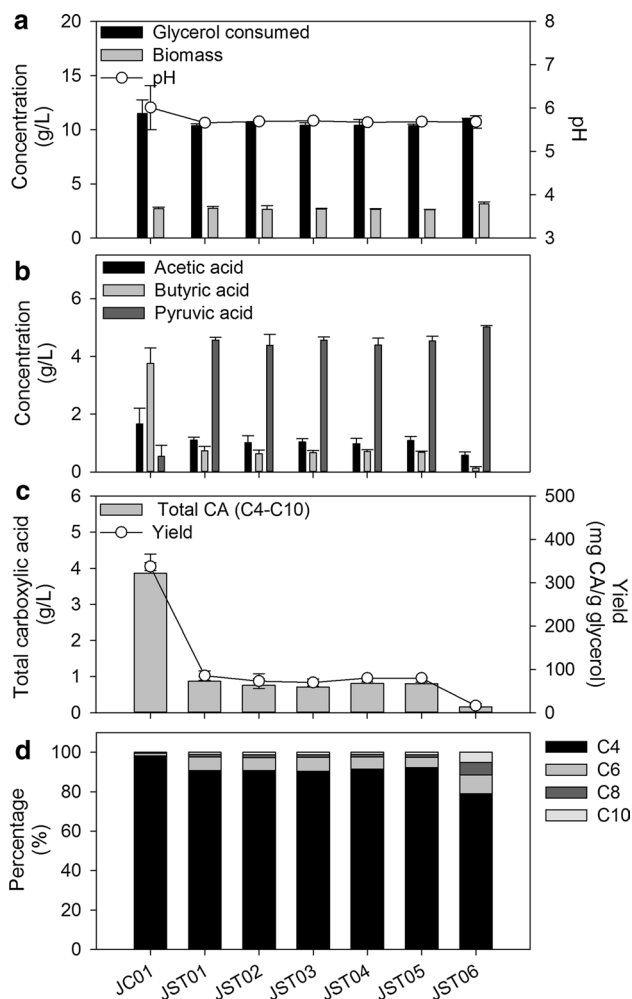 a
20
15
10
5
0
Concentration
(g/L)
Glycerol consumed
Biomass
pH
8
7
6
5
4
3
pH
b
6
4
2
0
Concentration
(g/L)
Acetic acid
Butyric acid
Pyruvic acid
c
6
5
4
3
2
1
0
Total carboxylic acid
(g/L)
Total CA (C4-C10)
Yield
500
400
300
200
100
0
Yield
(mg CA/g glycerol)
d
100
80
60
40
20
0
Percentage
(%)
C4
C6
C8
C10
JC01
JST01
JST02
JST03
JST04
JST05
JST06